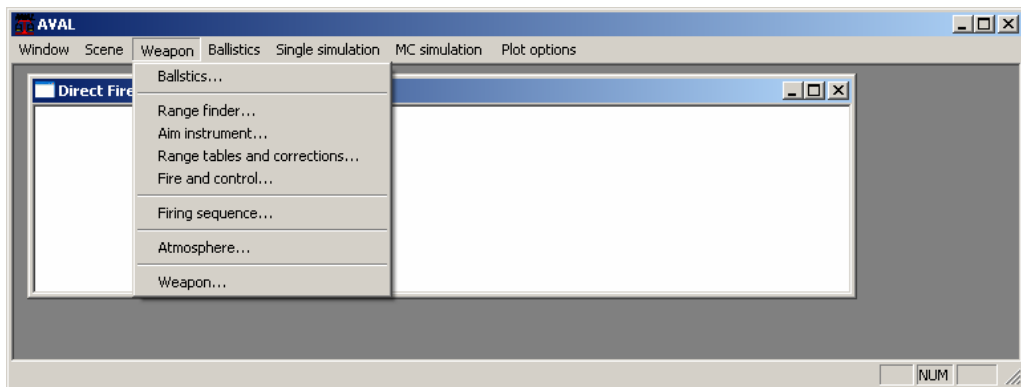 AVAL
Window Scene Weapon Ballistics Single simulation MC simulation Plot options
Direct Fire
Ballstics...
Range finder...
Aim instrument...
Range tables and corrections...
Fire and control...
Firing sequence...
Atmosphere...
Weapon...
NUM